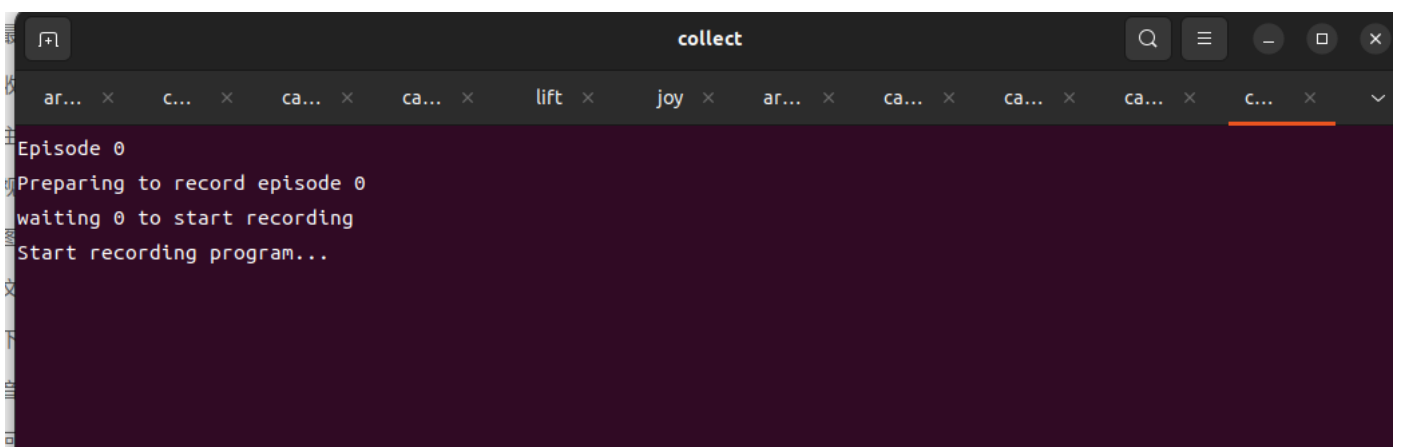 collect
ar... c... ca... ca... lift joy ar... ca... ca... ca... c...
Episode 0
Preparing to record episode 0
waiting 0 to start recording
Start recording program...